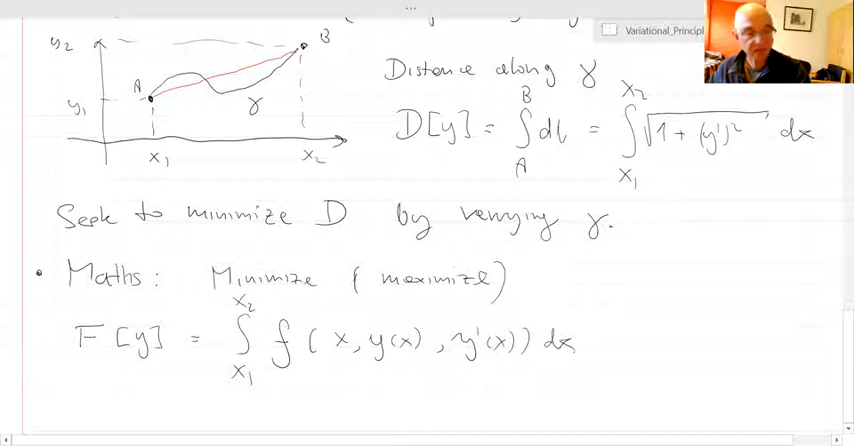 Variational_Principl
y₂
B
A
Distance along γ
y₁
γ
x₁ x₂
D[y] = ∫_A^B dl = ∫_{x₁}^{x₂} √(1 + (y')²) dx
Seek to minimize D by varying γ.
• Maths: Minimize (maximize)
F[y] = ∫_{x₁}^{x₂} f(x, y(x), y'(x)) dx